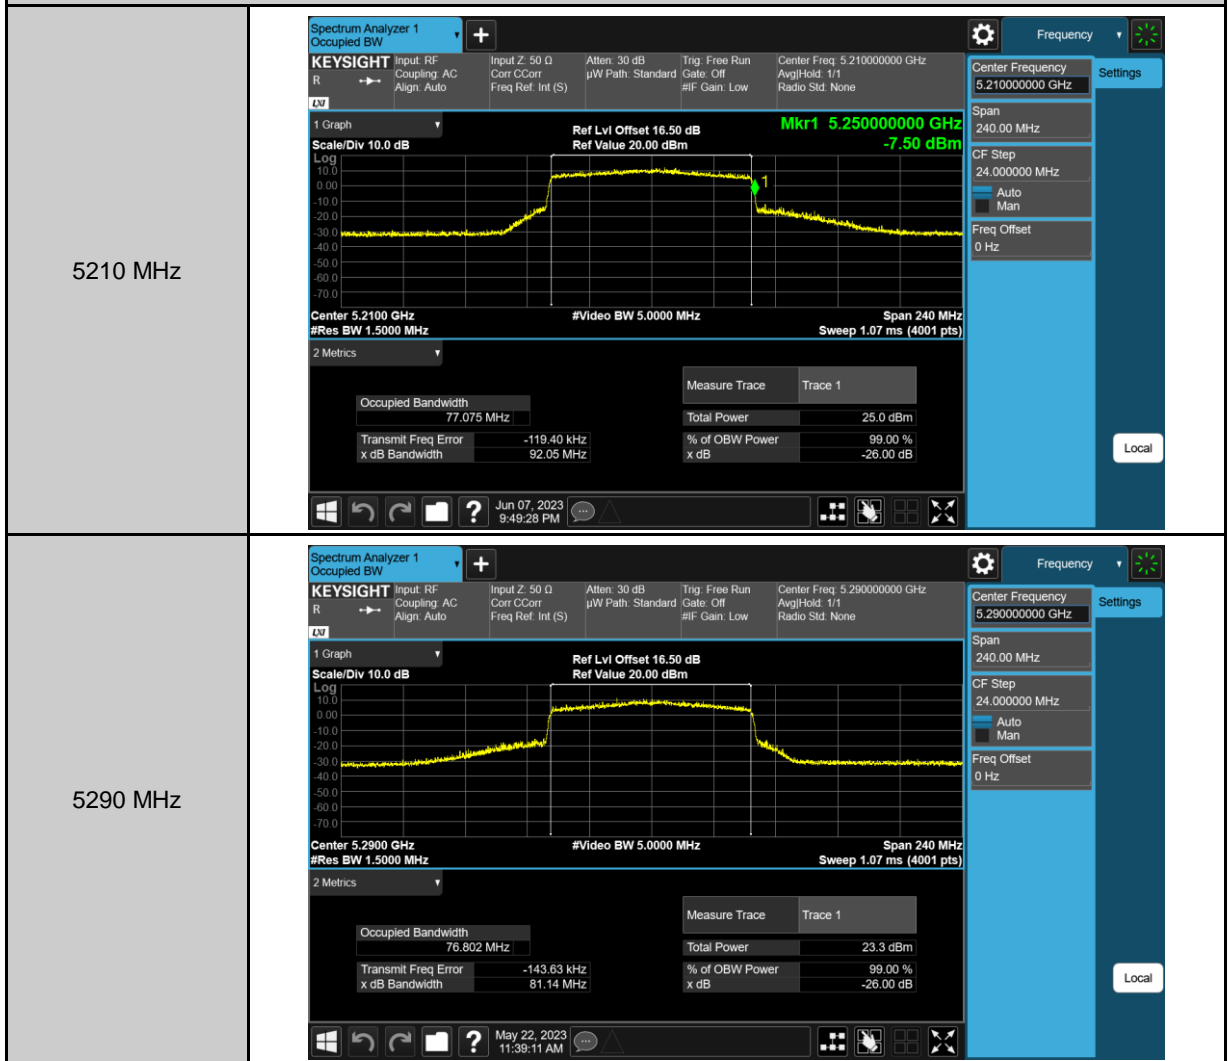 5210 MHz
Spectrum Analyzer 1
Occupied BW
+
Frequency
KEYSIGHT
R
LXI
Input: RF
Coupling: AC
Align: Auto
Input Z: 50 Ω
Corr CCorr
Freq Ref: Int (S)
Atten: 30 dB
µW Path: Standard
Trig: Free Run
Gate: Off
#IF Gain: Low
Center Freq: 5.210000000 GHz
Avg|Hold: 1/1
Radio Std: None
Center Frequency
5.210000000 GHz
Settings
Span
240.00 MHz
CF Step
24.000000 MHz
Auto
Man
Freq Offset
0 Hz
Local
1 Graph
Scale/Div 10.0 dB
Ref Lvl Offset 16.50 dB
Ref Value 20.00 dBm
Mkr1 5.250000000 GHz
-7.50 dBm
Log
10.0
0.00
-10.0
-20.0
-30.0
-40.0
-50.0
-60.0
-70.0
1
Center 5.2100 GHz
#Video BW 5.0000 MHz
Span 240 MHz
#Res BW 1.5000 MHz
Sweep 1.07 ms (4001 pts)
2 Metrics
Measure Trace Trace 1
Occupied Bandwidth
77.075 MHz
Total Power 25.0 dBm
Transmit Freq Error -119.40 kHz
% of OBW Power 99.00 %
x dB Bandwidth 92.05 MHz
x dB -26.00 dB
?
Jun 07, 2023
9:49:28 PM
5290 MHz
Spectrum Analyzer 1
Occupied BW
+
Frequency
KEYSIGHT
R
LXI
Input: RF
Coupling: AC
Align: Auto
Input Z: 50 Ω
Corr CCorr
Freq Ref: Int (S)
Atten: 30 dB
µW Path: Standard
Trig: Free Run
Gate: Off
#IF Gain: Low
Center Freq: 5.290000000 GHz
Avg|Hold: 1/1
Radio Std: None
Center Frequency
5.290000000 GHz
Settings
Span
240.00 MHz
CF Step
24.000000 MHz
Auto
Man
Freq Offset
0 Hz
Local
1 Graph
Scale/Div 10.0 dB
Ref Lvl Offset 16.50 dB
Ref Value 20.00 dBm
Log
10.0
0.00
-10.0
-20.0
-30.0
-40.0
-50.0
-60.0
-70.0
Center 5.2900 GHz
#Video BW 5.0000 MHz
Span 240 MHz
#Res BW 1.5000 MHz
Sweep 1.07 ms (4001 pts)
2 Metrics
Measure Trace Trace 1
Occupied Bandwidth
76.802 MHz
Total Power 23.3 dBm
Transmit Freq Error -143.63 kHz
% of OBW Power 99.00 %
x dB Bandwidth 81.14 MHz
x dB -26.00 dB
?
May 22, 2023
11:39:11 AM